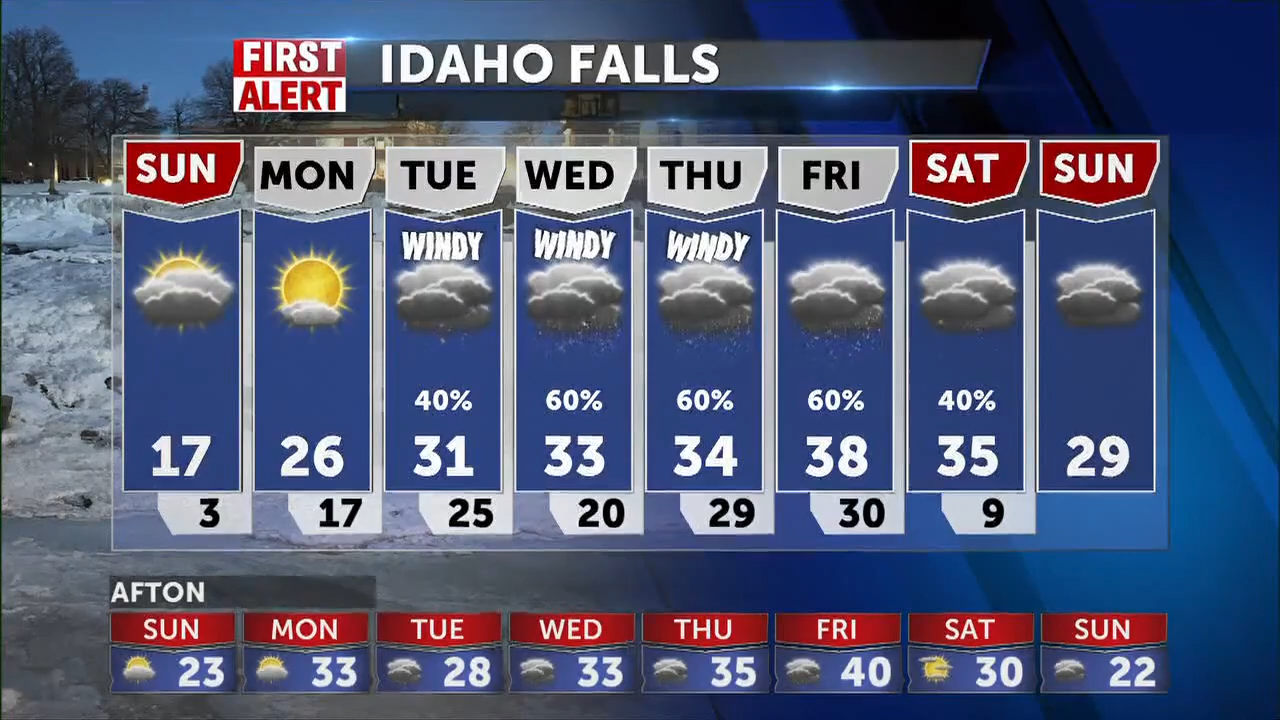 FIRST
ALERT
IDAHO FALLS
SUN MON TUE WED THU FRI SAT SUN
WINDY WINDY WINDY
40% 60% 60% 60% 40%
17 26 31 33 34 38 35 29
3 17 25 20 29 30 9
AFTON
SUN MON TUE WED THU FRI SAT SUN
23 33 28 33 35 40 30 22